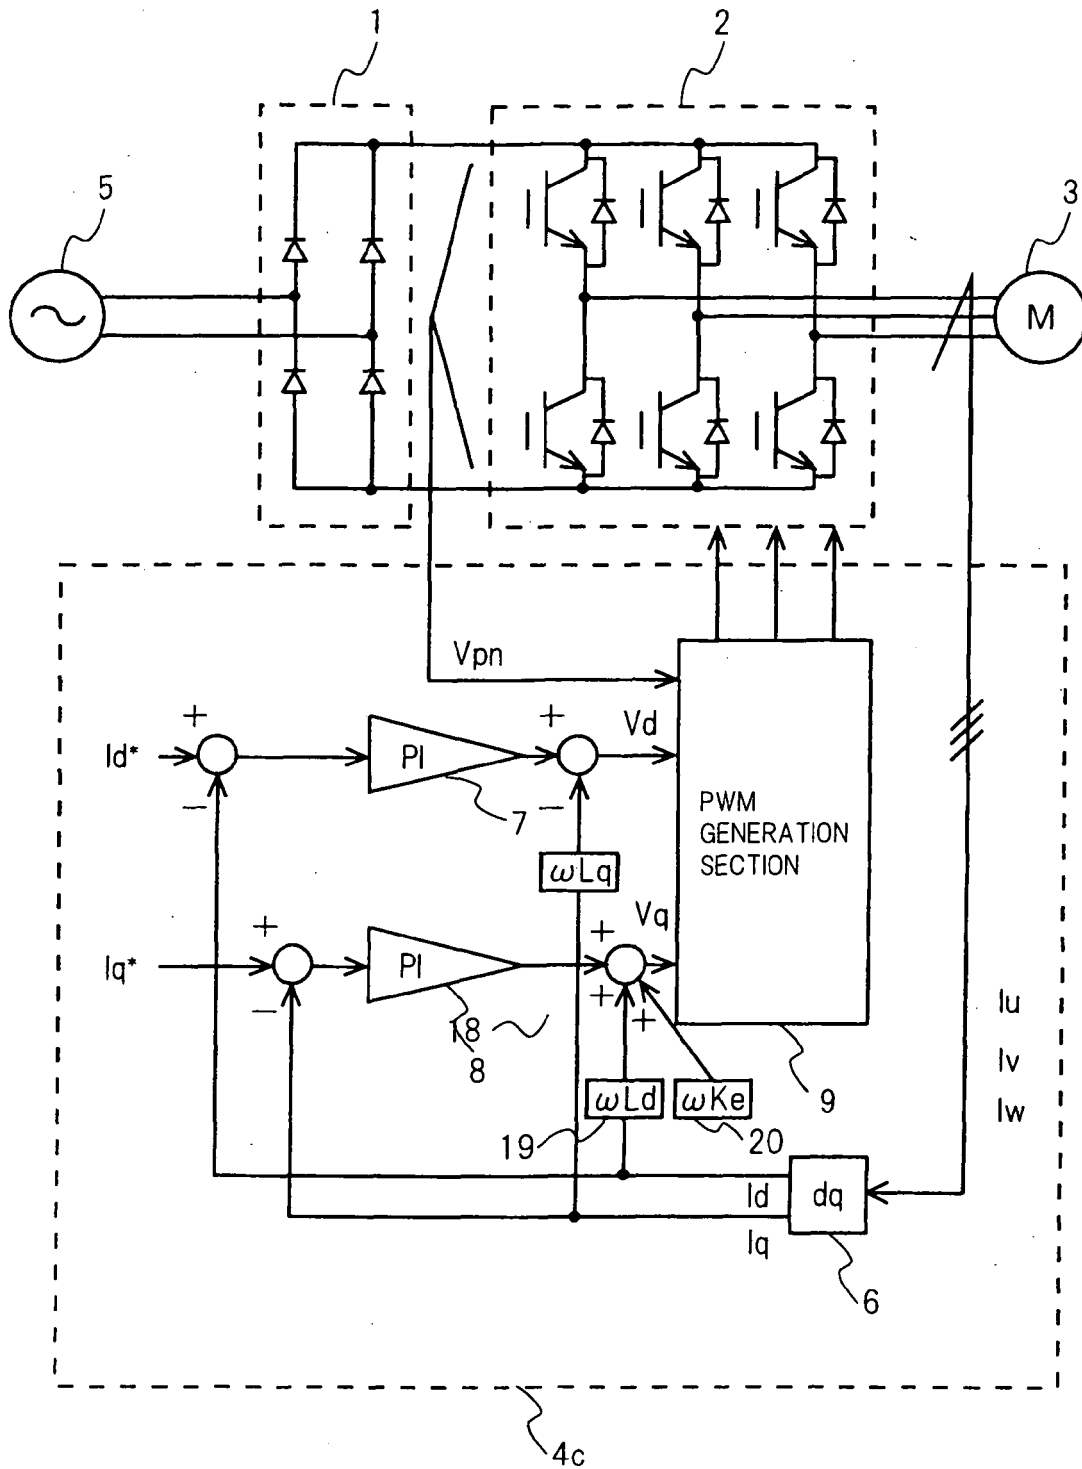 1
2
5
3
M
Vpn
+
+
Vd
Id*
PI
−
−
7
PWM
GENERATION
SECTION
ωLq
Vq
+
+
Iq*
PI
−
+
+
18
8
Iu
Iv
Iw
9
ωLd
ωKe
19
20
Id
dq
Iq
6
4c